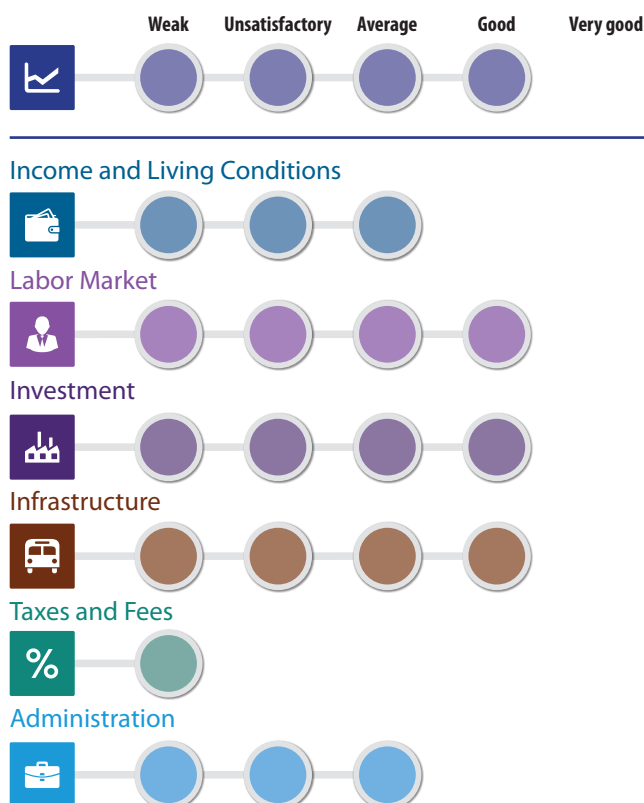 Weak Unsatisfactory Average Good Very good
Income and Living Conditions
Labor Market
Investment
Infrastructure
Taxes and Fees
%
Administration